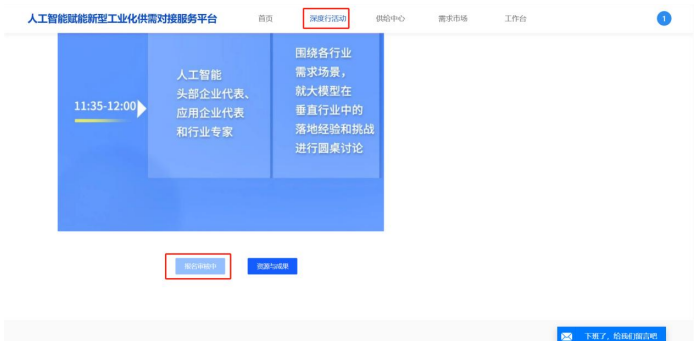 人工智能赋能新型工业化供需对接服务平台 首页 深度行活动 供给中心 需求市场 工作台 1
11:35-12:00
人工智能
头部企业代表、
应用企业代表
和行业专家
围绕各行业
需求场景，
就大模型在
垂直行业中的
落地经验和挑战
进行圆桌讨论
报名审核中 资源与成果
下班了，给我们留言吧